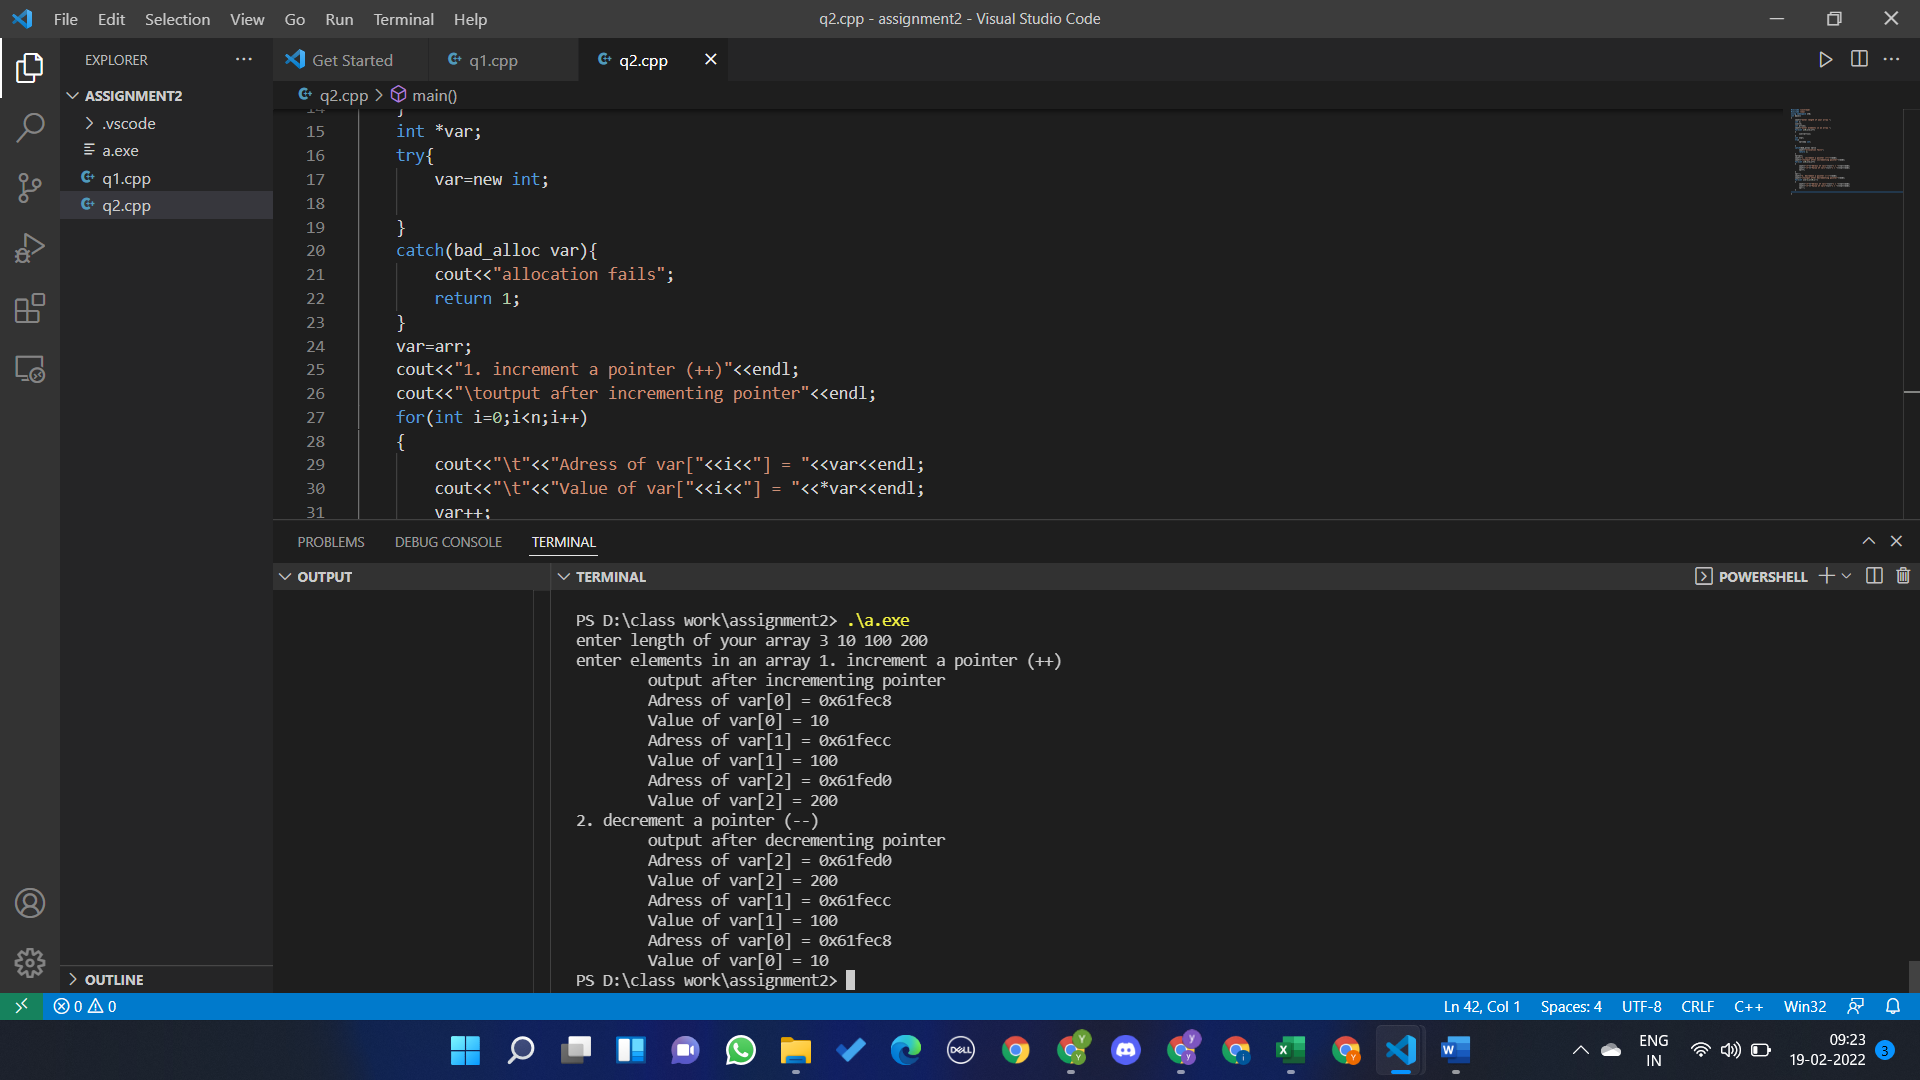 File Edit Selection View Go Run Terminal Help
q2.cpp - assignment2 - Visual Studio Code
EXPLORER
ASSIGNMENT2
.vscode
a.exe
q1.cpp
q2.cpp
OUTLINE
Get Started
q1.cpp
q2.cpp
q2.cpp > main()
14 }
15 int *var;
16 try{
17 var=new int;
18
19 }
20 catch(bad_alloc var){
21 cout<<"allocation fails";
22 return 1;
23 }
24 var=arr;
25 cout<<"1. increment a pointer (++)"<<endl;
26 cout<<"\toutput after incrementing pointer"<<endl;
27 for(int i=0;i<n;i++)
28 {
29 cout<<"\t"<<"Adress of var["<<i<<"] = "<<var<<endl;
30 cout<<"\t"<<"Value of var["<<i<<"] = "<<*var<<endl;
31 var++;
PROBLEMS DEBUG CONSOLE TERMINAL
OUTPUT
TERMINAL
POWERSHELL
PS D:\class work\assignment2> .\a.exe
enter length of your array 3 10 100 200
enter elements in an array 1. increment a pointer (++)
output after incrementing pointer
Adress of var[0] = 0x61fec8
Value of var[0] = 10
Adress of var[1] = 0x61fecc
Value of var[1] = 100
Adress of var[2] = 0x61fed0
Value of var[2] = 200
2. decrement a pointer (--)
output after decrementing pointer
Adress of var[2] = 0x61fed0
Value of var[2] = 200
Adress of var[1] = 0x61fecc
Value of var[1] = 100
Adress of var[0] = 0x61fec8
Value of var[0] = 10
PS D:\class work\assignment2>
0 0
Ln 42, Col 1 Spaces: 4 UTF-8 CRLF C++ Win32
DELL
ENG
IN
09:23
19-02-2022
3